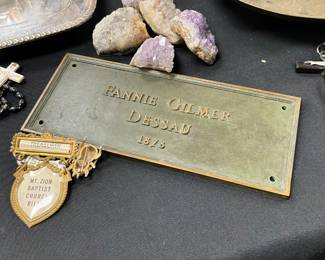 FANNIE GILMER
DESSAU
1878
MT. ZION
BAPTIST
CHURCH